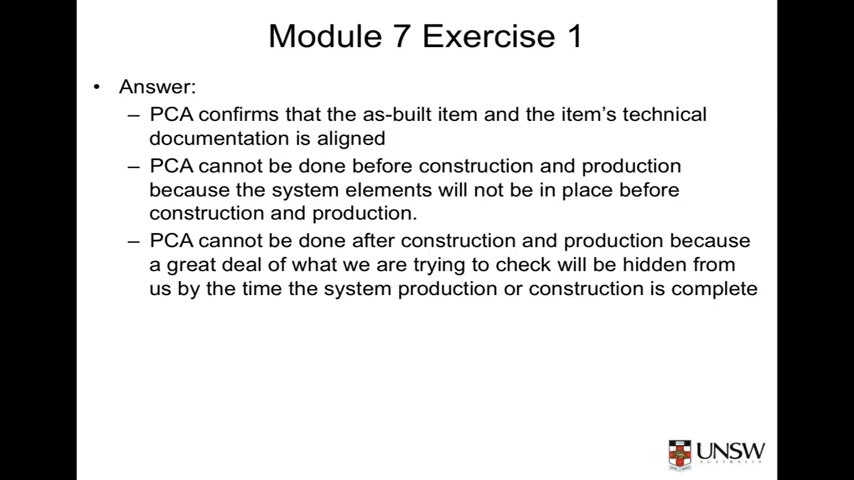 Module 7 Exercise 1
• Answer:
– PCA confirms that the as-built item and the item's technical
documentation is aligned
– PCA cannot be done before construction and production
because the system elements will not be in place before
construction and production.
– PCA cannot be done after construction and production because
a great deal of what we are trying to check will be hidden from
us by the time the system production or construction is complete
UNSW
AUSTRALIA